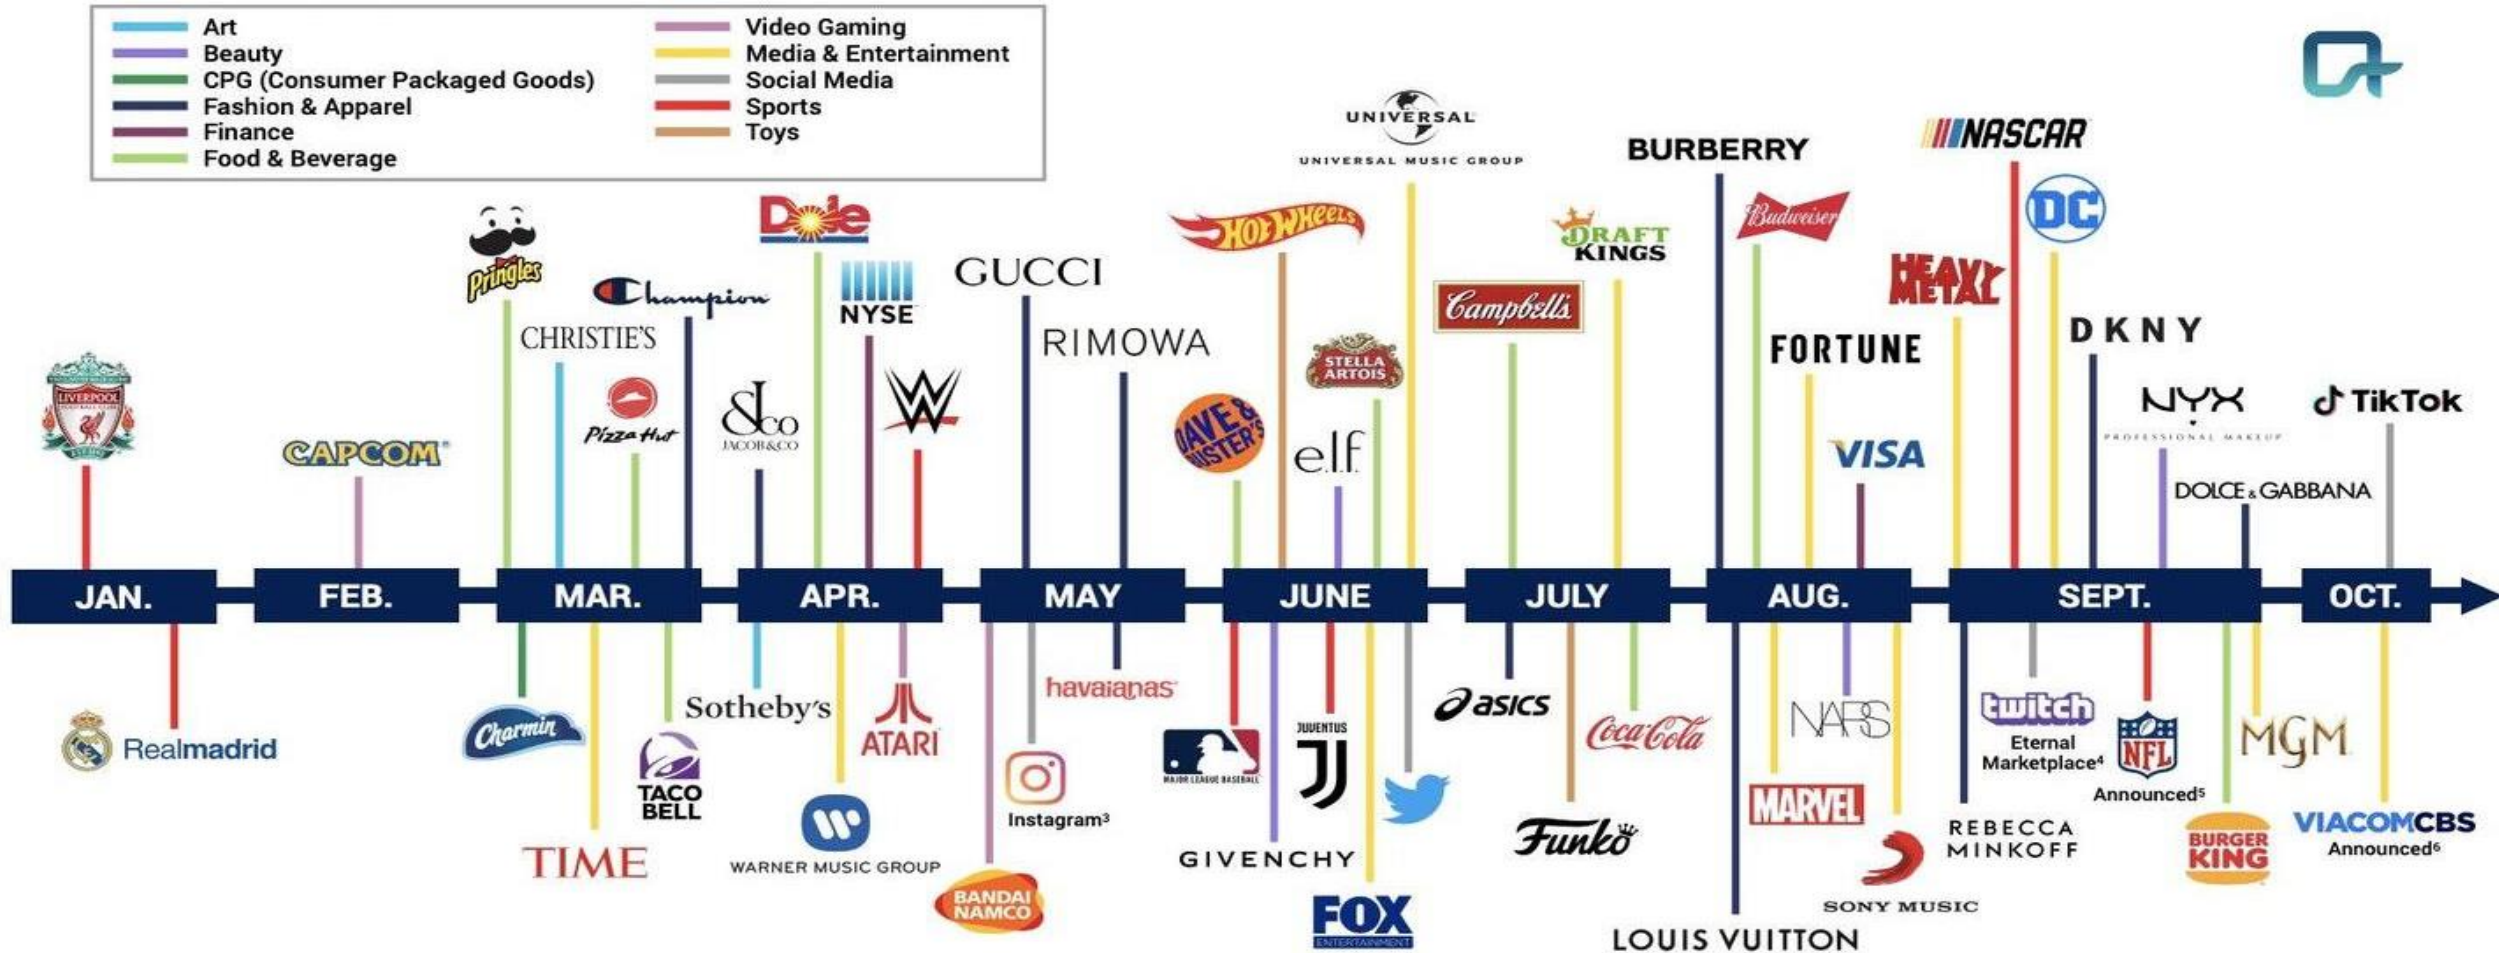 Art
Beauty
CPG (Consumer Packaged Goods)
Fashion & Apparel
Finance
Food & Beverage
Video Gaming
Media & Entertainment
Social Media
Sports
Toys
UNIVERSAL
UNIVERSAL MUSIC GROUP
BURBERRY
NASCAR
Pringles
Dole
HOT WHEELS
DRAFT
KINGS
Budweiser
DC
Champion
NYSE
GUCCI
HEAVY
METAL
CHRISTIE'S
RIMOWA
Campbell's
STELLA
ARTOIS
FORTUNE
DKNY
LIVERPOOL
FOOTBALL CLUB
CAPCOM
Pizza Hut
J&CO
JACOB&CO
W
DAVE &
BUSTER'S
e.l.f.
VISA
NYX
PROFESSIONAL MAKEUP
TikTok
DOLCE & GABBANA
JAN.
FEB.
MAR.
APR.
MAY
JUNE
JULY
AUG.
SEPT.
OCT.
Realmadrid
Charmin
TIME
TACO
BELL
Sotheby's
WARNER MUSIC GROUP
ATARI
BANDAI
NAMCO
Instagram³
havaianas
MAJOR LEAGUE BASEBALL
GIVENCHY
JUVENTUS
FOX
ENTERTAINMENT
asics
Funko
Coca-Cola
LOUIS VUITTON
MARVEL
NARS
SONY MUSIC
REBECCA
MINKOFF
twitch
Eternal
Marketplace⁴
NFL
Announced⁵
BURGER
KING
MGM
VIACOMCBS
Announced⁶